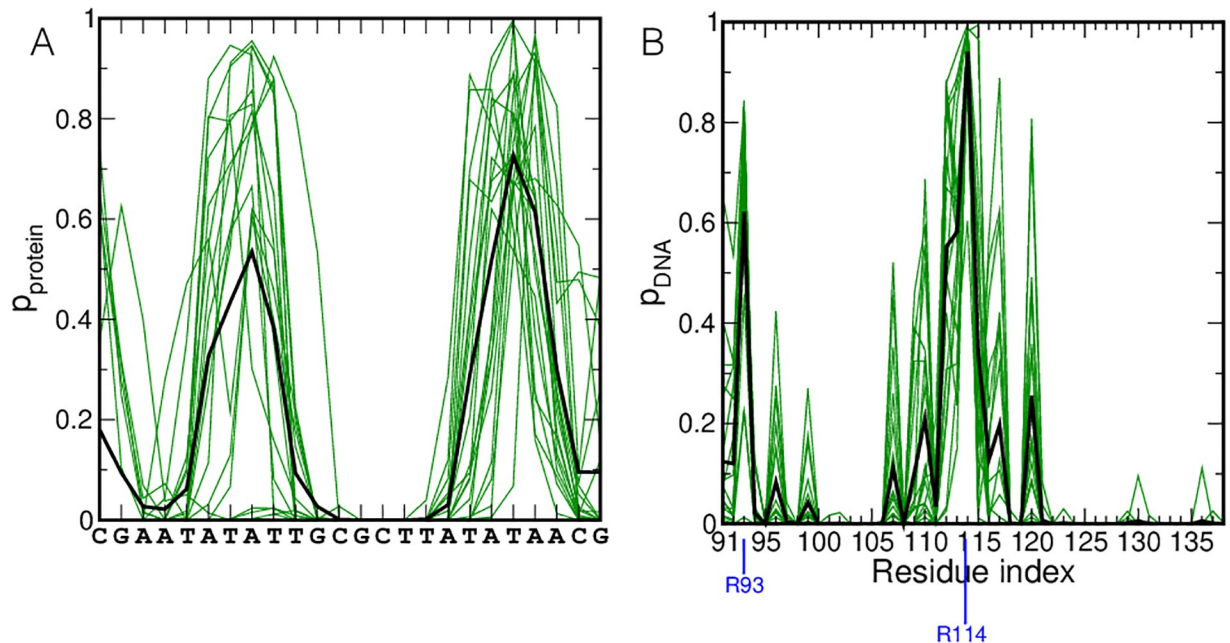 A
1
0.8
0.6
0.4
0.2
0
p_protein
C G A A T A T A T T G C G C T T A T A T A A C G
B
1
0.8
0.6
0.4
0.2
0
p_DNA
91 95 100 105 110 115 120 125 130 135
Residue index
R93
R114